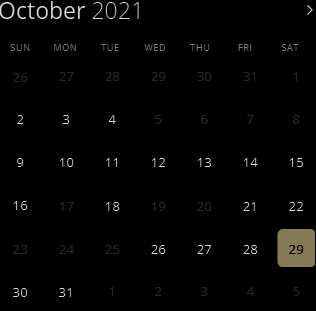 October 2021
SUN MON TUE WED THU FRI SAT
26 27 28 29 30 31 1
2 3 4 5 6 7 8
9 10 11 12 13 14 15
16 17 18 19 20 21 22
23 24 25 26 27 28 29
30 31 1 2 3 4 5